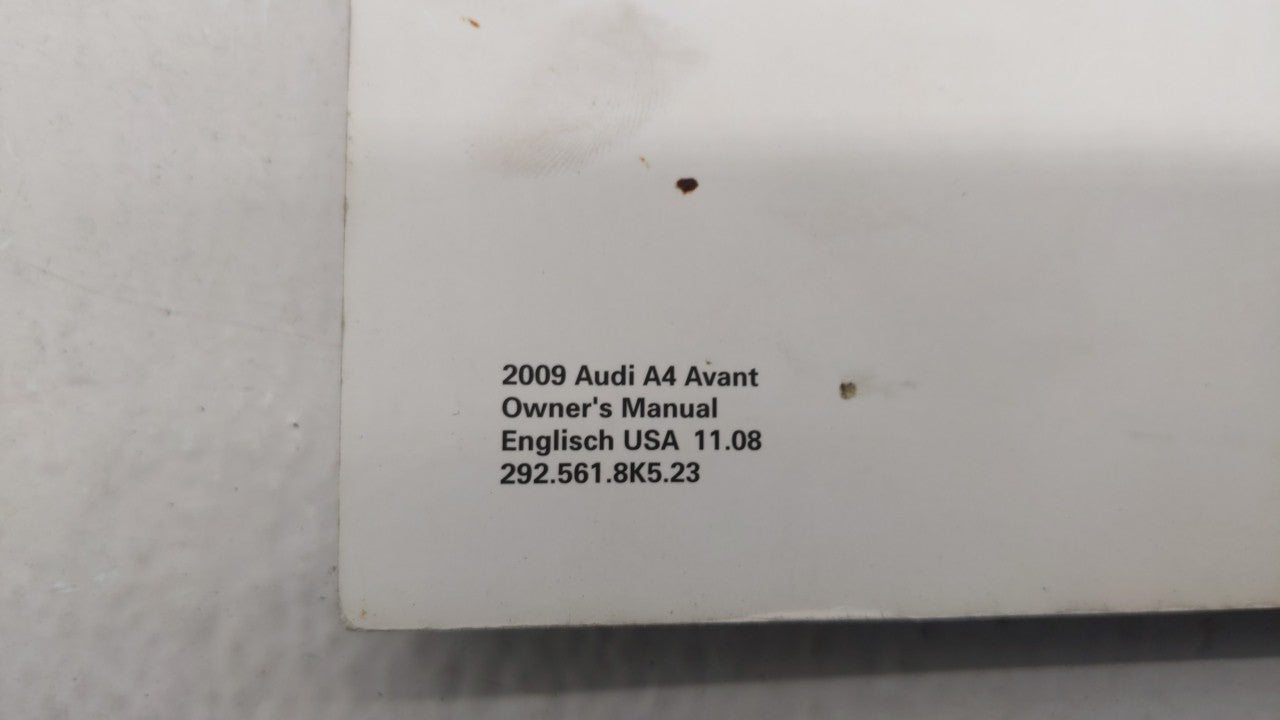 2009 Audi A4 Avant
Owner's Manual
Englisch USA 11.08
292.561.8K5.23